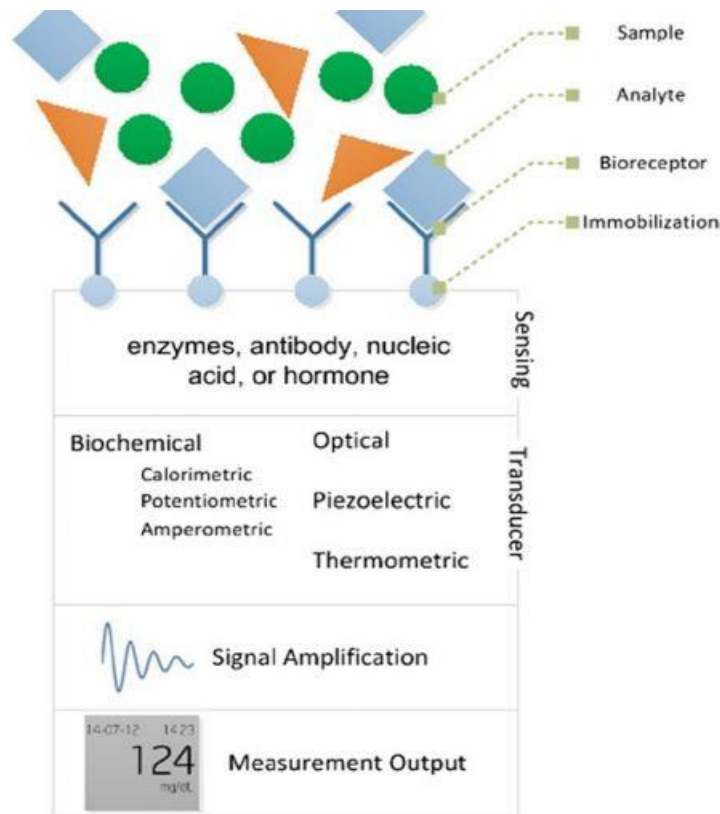 Sample
Analyte
Bioreceptor
Immobilization
Sensing
enzymes, antibody, nucleic
acid, or hormone
Transducer
Biochemical
Calorimetric
Potentiometric
Amperometric
Optical
Piezoelectric
Thermometric
Signal Amplification
14-07-12 1423
124
mg/dL
Measurement Output